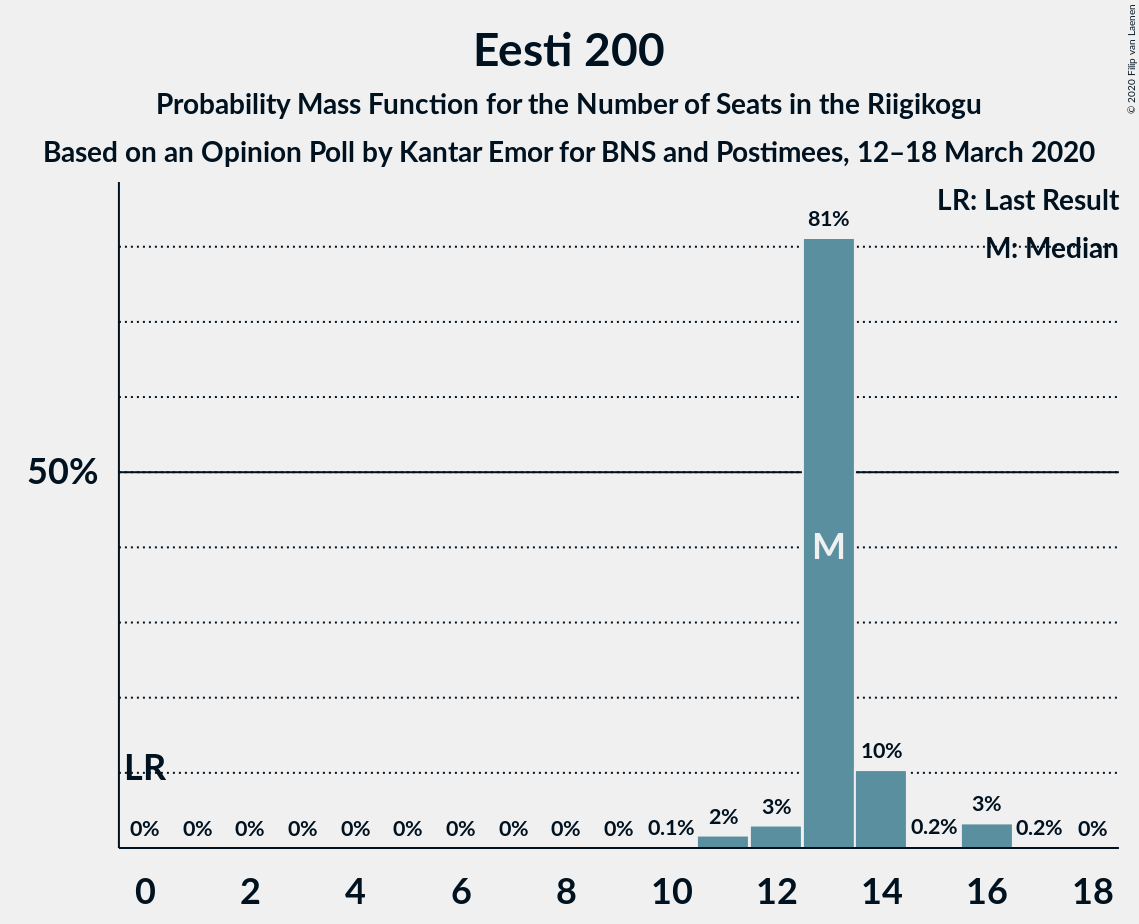 Eesti 200
Probability Mass Function for the Number of Seats in the Riigikogu
Based on an Opinion Poll by Kantar Emor for BNS and Postimees, 12–18 March 2020
© 2020 Filip van Laenen
LR: Last Result
M: Median
81%
50%
M
LR
10%
0% 0% 0% 0% 0% 0% 0% 0% 0% 0% 0.1% 2% 3% 0.2% 3% 0.2% 0%
0 2 4 6 8 10 12 14 16 18